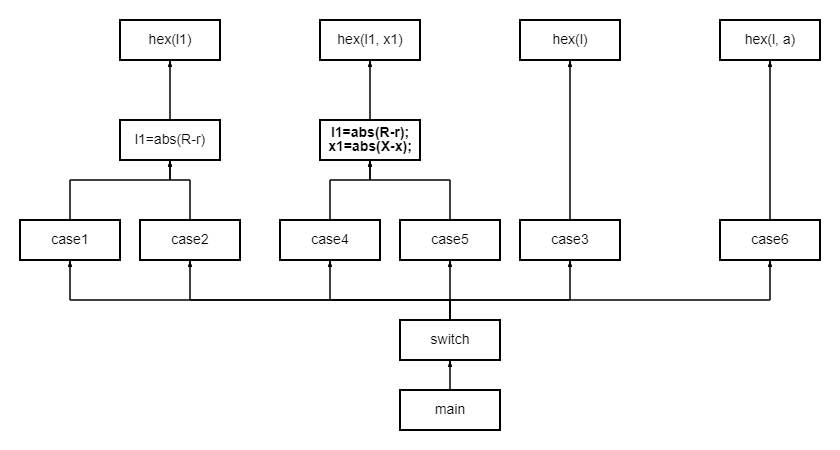 hex(l1)
hex(l1, x1)
hex(l)
hex(l, a)
l1=abs(R-r)
l1=abs(R-r);
x1=abs(X-x);
case1
case2
case4
case5
case3
case6
switch
main